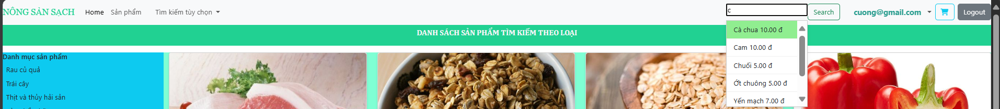 NÔNG SẢN SẠCH Home Sản phẩm Tìm kiếm tùy chọn c Search cuong@gmail.com Logout
DANH SÁCH SẢN PHẨM TÌM KIẾM THEO LOẠI
Cà chua 10.00 đ
Cam 10.00 đ
Chuối 5.00 đ
Ớt chuông 5.00 đ
Yến mạch 7.00 đ
Danh mục sản phẩm
Rau củ quả
Trái cây
Thịt và thủy hải sản